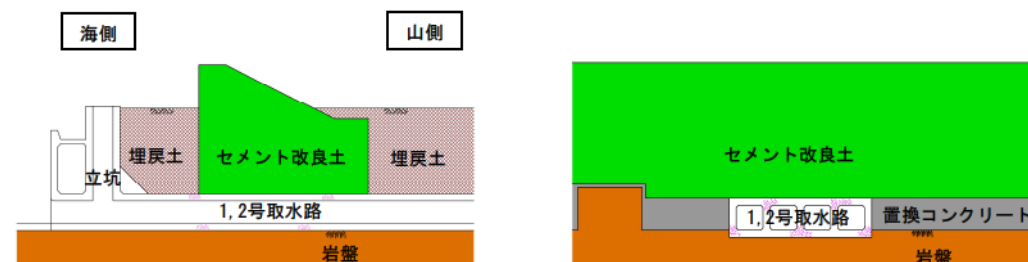 海側
山側
埋戻土
セメント改良土
埋戻土
立坑
1,2号取水路
岩盤
セメント改良土
1,2号取水路
置換コンクリート
岩盤